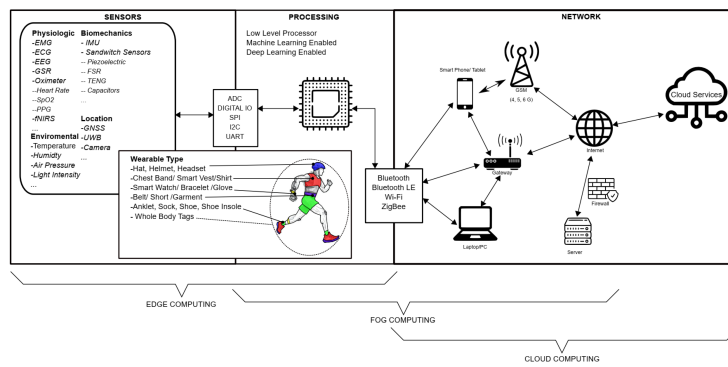 SENSORS
Physiologic
-EMG
-ECG
-EEG
-GSR
-Oximeter
--Heart Rate
--SpO2
--PPG
-fNIRS
...
Enviromental
-Temperature
-Humidty
-Air Pressure
-Light Intensity
...
Biomechanics
- IMU
- Sandwitch Sensors
-- Piezoelectric
-- FSR
-- TENG
-- Capacitors
...
Location
-GNSS
-UWB
-Camera
...
ADC
DIGITAL IO
SPI
I2C
UART
PROCESSING
Low Level Processor
Machine Learning Enabled
Deep Learning Enabled
Wearable Type
-Hat, Helmet, Headset
-Chest Band/ Smart Vest/Shirt
-Smart Watch/ Bracelet /Glove
-Belt/ Short /Garment
-Anklet, Sock, Shoe, Shoe Insole
- Whole Body Tags
Bluetooth
Bluetooth LE
Wi-Fi
ZigBee
NETWORK
Smart Phone/ Tablet
GSM
(4, 5, 6 G)
Gateway
Laptop/PC
Internet
Cloud Services
Firewall
Server
EDGE COMPUTING
FOG COMPUTING
CLOUD COMPUTING